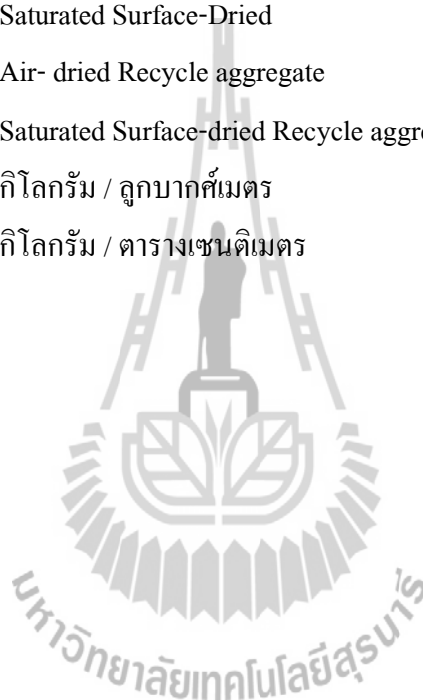 Saturated Surface-Dried
Air- dried Recycle aggregate
Saturated Surface-dried Recycle aggr
กิโลกรัม / ลูกบากศ์เมตร
กิโลกรัม / ตารางเซนติเมตร
มหาวิทยาลัยเทคโนโลยีสุรนารี